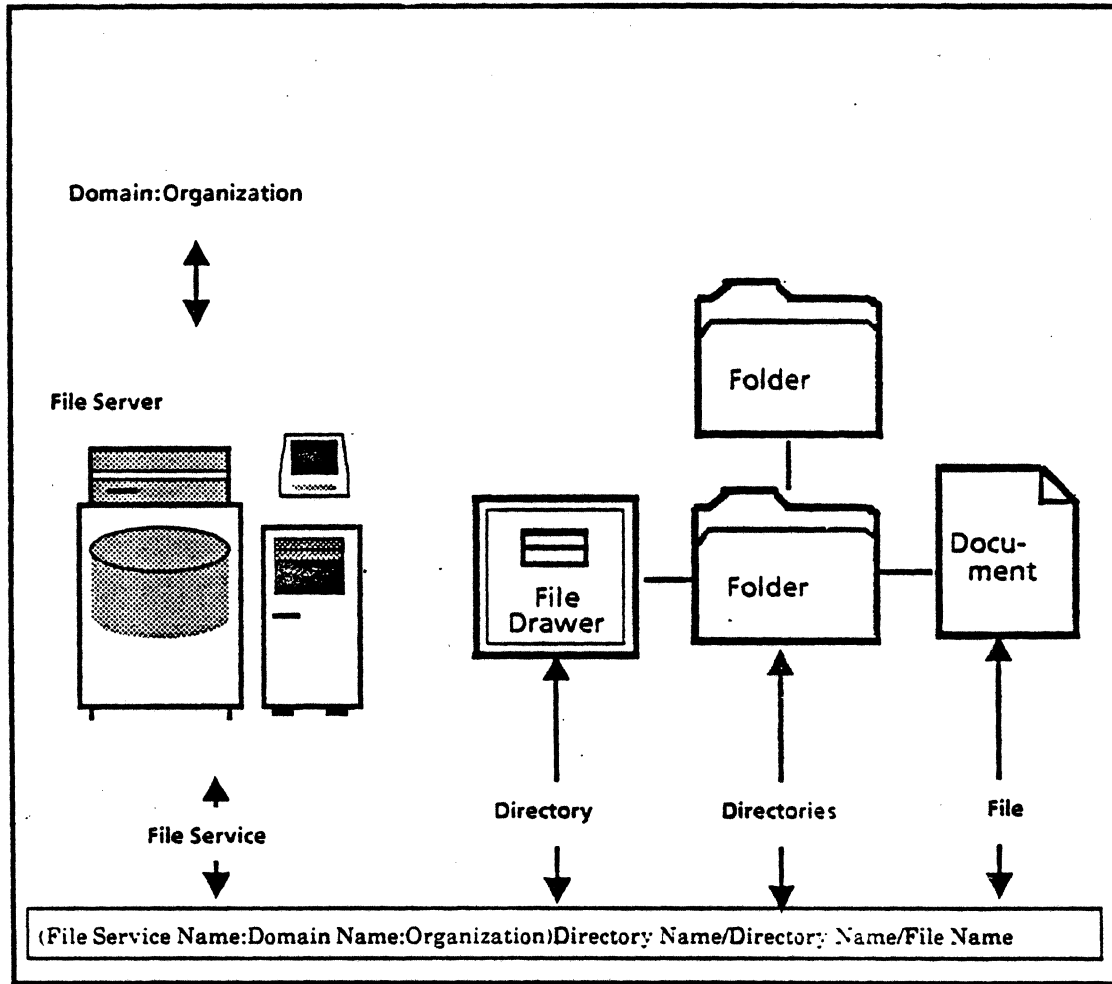 Domain:Organization
File Server
Folder
File
Drawer
Folder
Docu-
ment
File Service
Directory
Directories
File
(File Service Name:Domain Name:Organization)Directory Name/Directory Name/File Name